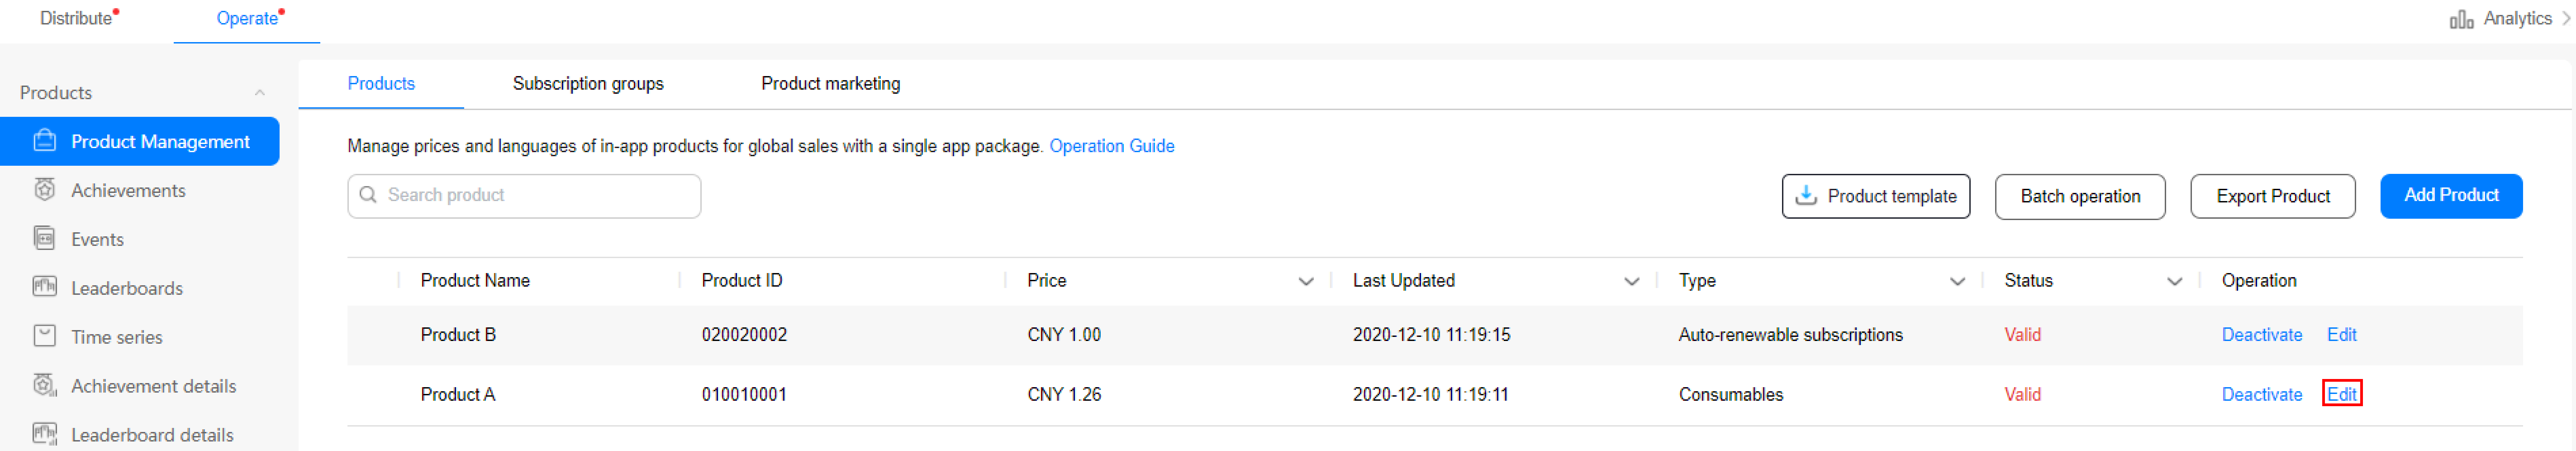 Distribute
Operate
Analytics
Products
Product Management
Achievements
Events
Leaderboards
Time series
Achievement details
Leaderboard details
Products Subscription groups Product marketing
Manage prices and languages of in-app products for global sales with a single app package. Operation Guide
Search product
Product template Batch operation Export Product Add Product
Product Name Product ID Price Last Updated Type Status Operation
Product B 020020002 CNY 1.00 2020-12-10 11:19:15 Auto-renewable subscriptions Valid Deactivate Edit
Product A 010010001 CNY 1.26 2020-12-10 11:19:11 Consumables Valid Deactivate Edit